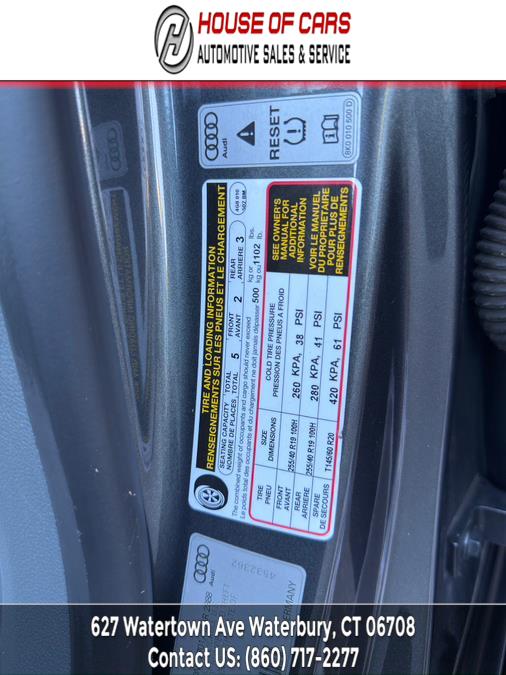 HOUSE OF CARS
AUTOMOTIVE SALES & SERVICE
Audi
RESET
8K0 010 500 D
TIRE AND LOADING INFORMATION
RENSEIGNEMENTS SUR LES PNEUS ET LE CHARGEMENT
SEATING CAPACITY TOTAL 5 FRONT 2 REAR 3
NOMBRE DE PLACES TOTAL AVANT ARRIERE
The combined weight of occupants and cargo should never exceed 500 kg or 1102 lbs.
Le poids total des occupants et du chargement ne doit jamais dépasser kg ou lb.
TIRE SIZE COLD TIRE PRESSURE SEE OWNER'S MANUAL FOR ADDITIONAL INFORMATION
PNEU DIMENSIONS PRESSION DES PNEUS A FROID
FRONT AVANT 255/40 R19 100H 260 KPA, 38 PSI
REAR ARRIERE 255/40 R19 100H 280 KPA, 41 PSI VOIR LE MANUEL DU PROPRIETAIRE POUR PLUS DE RENSEIGNEMENTS
SPARE DE SECOURS T145/60 R20 420 KPA, 61 PSI
Audi
4532362
GERMANY
627 Watertown Ave Waterbury, CT 06708
Contact US: (860) 717-2277